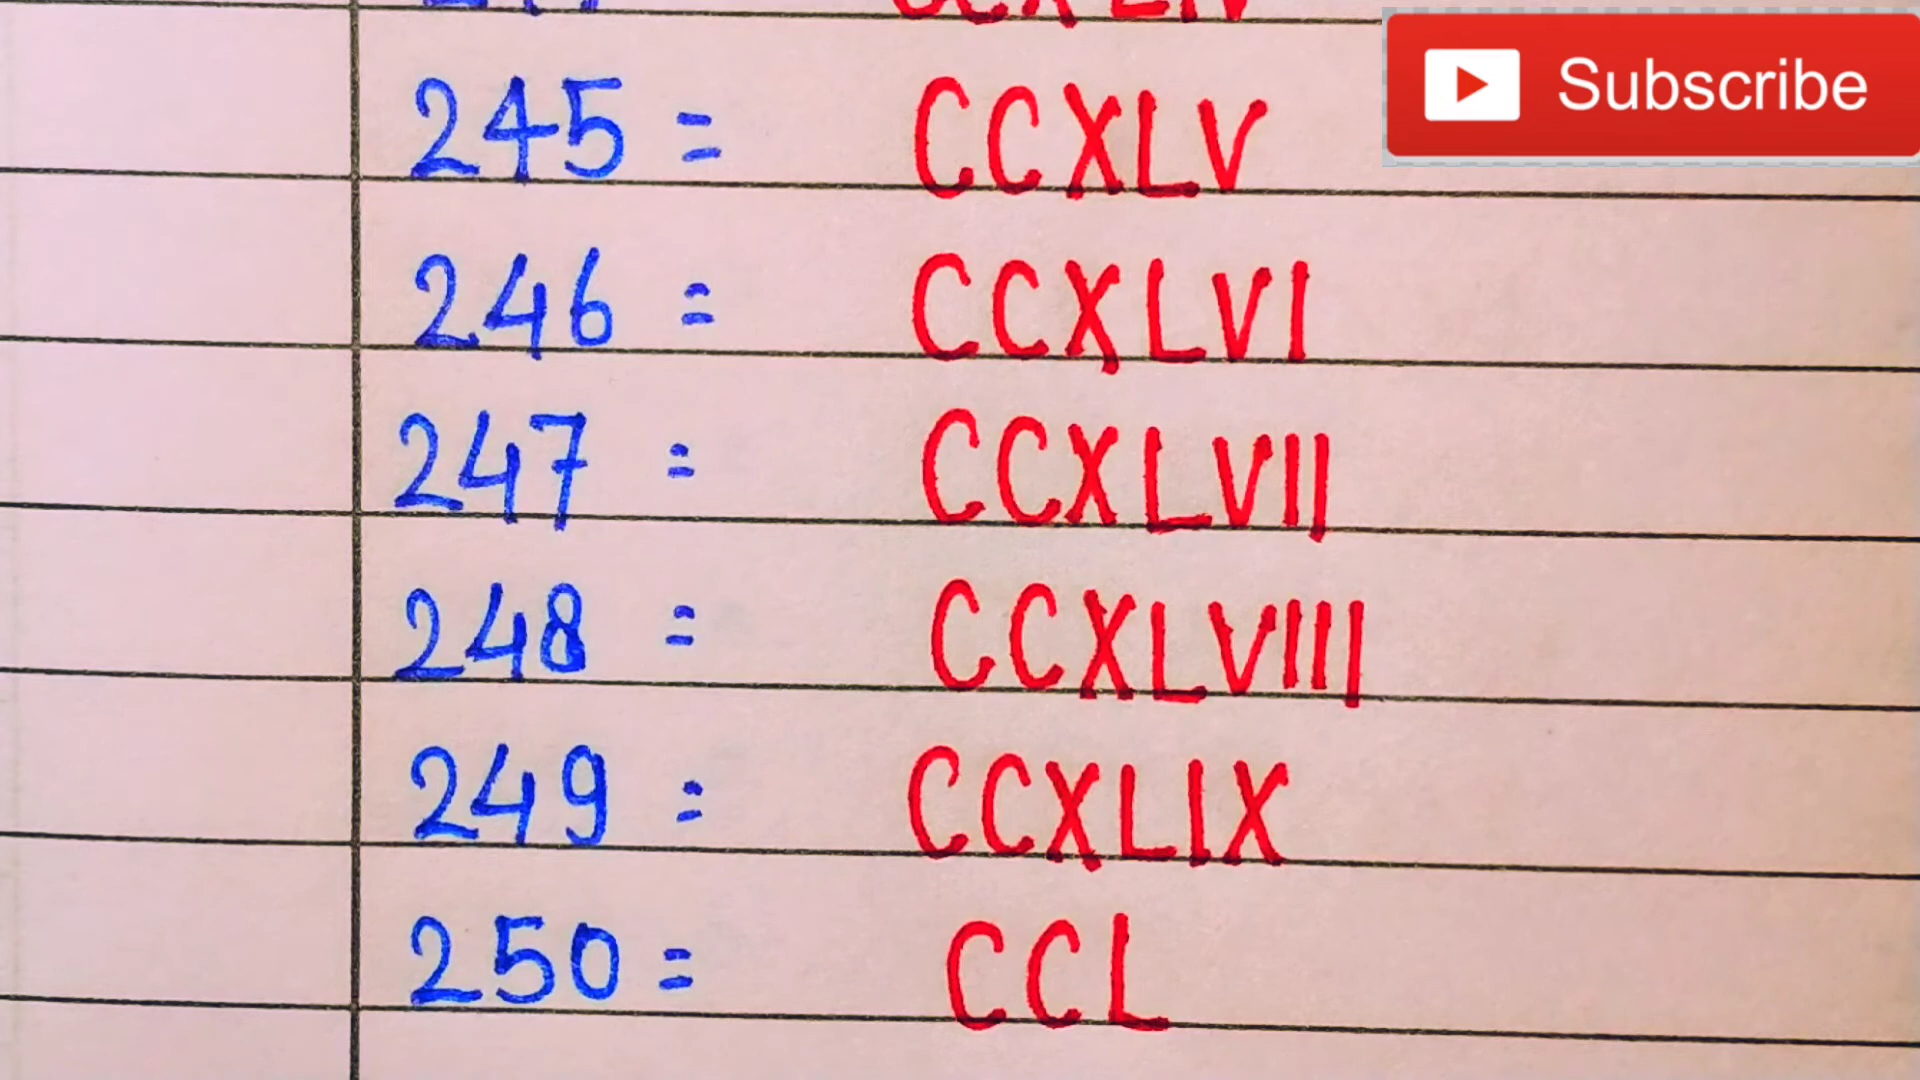 Subscribe
245 = CCXLV
246 = CCXLVI
247 = CCXLVII
248 = CCXLVIII
249 = CCXLIX
250 = CCL